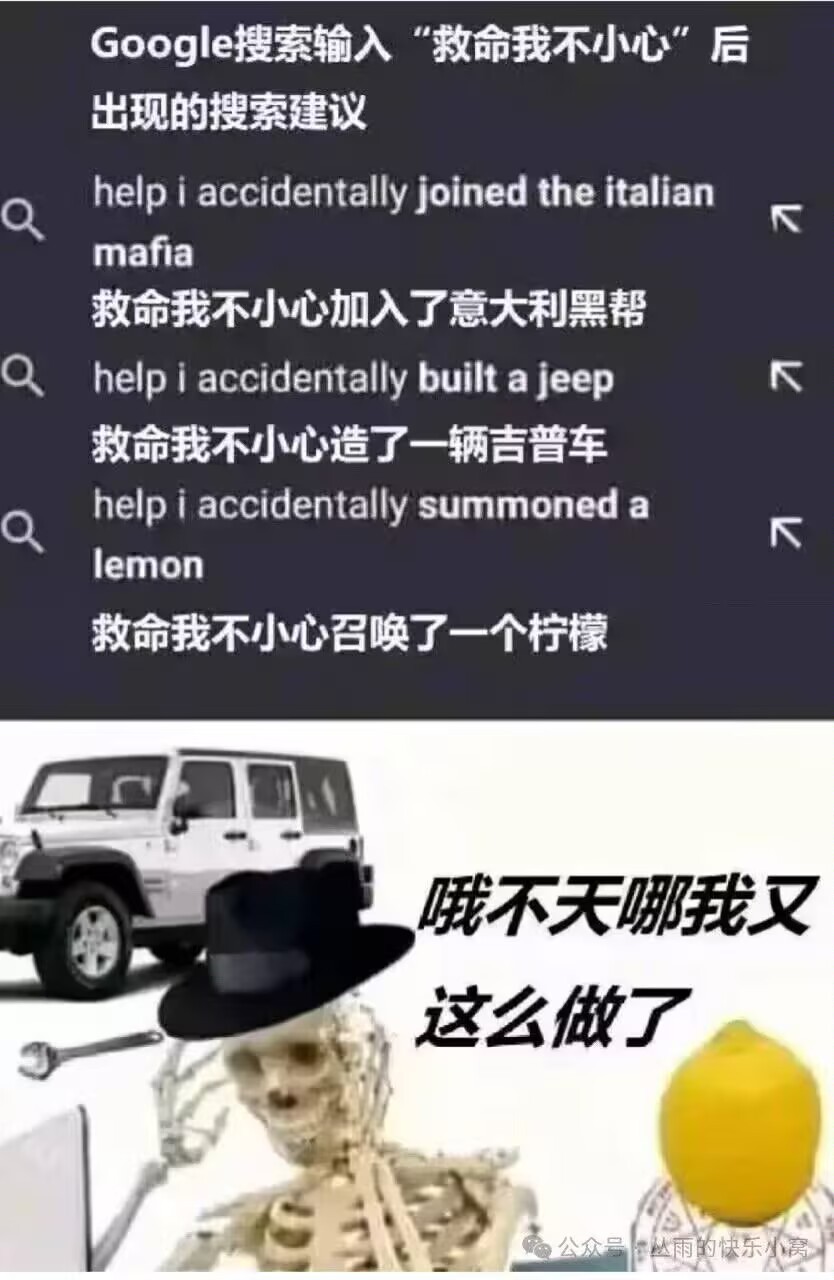 Google搜索输入“救命我不小心”后
出现的搜索建议
help i accidentally joined the italian
mafia
救命我不小心加入了意大利黑帮
help i accidentally built a jeep
救命我不小心造了一辆吉普车
help i accidentally summoned a
lemon
救命我不小心召唤了一个柠檬
哦不天哪我又
这么做了
公众号·丛雨的快乐小窝